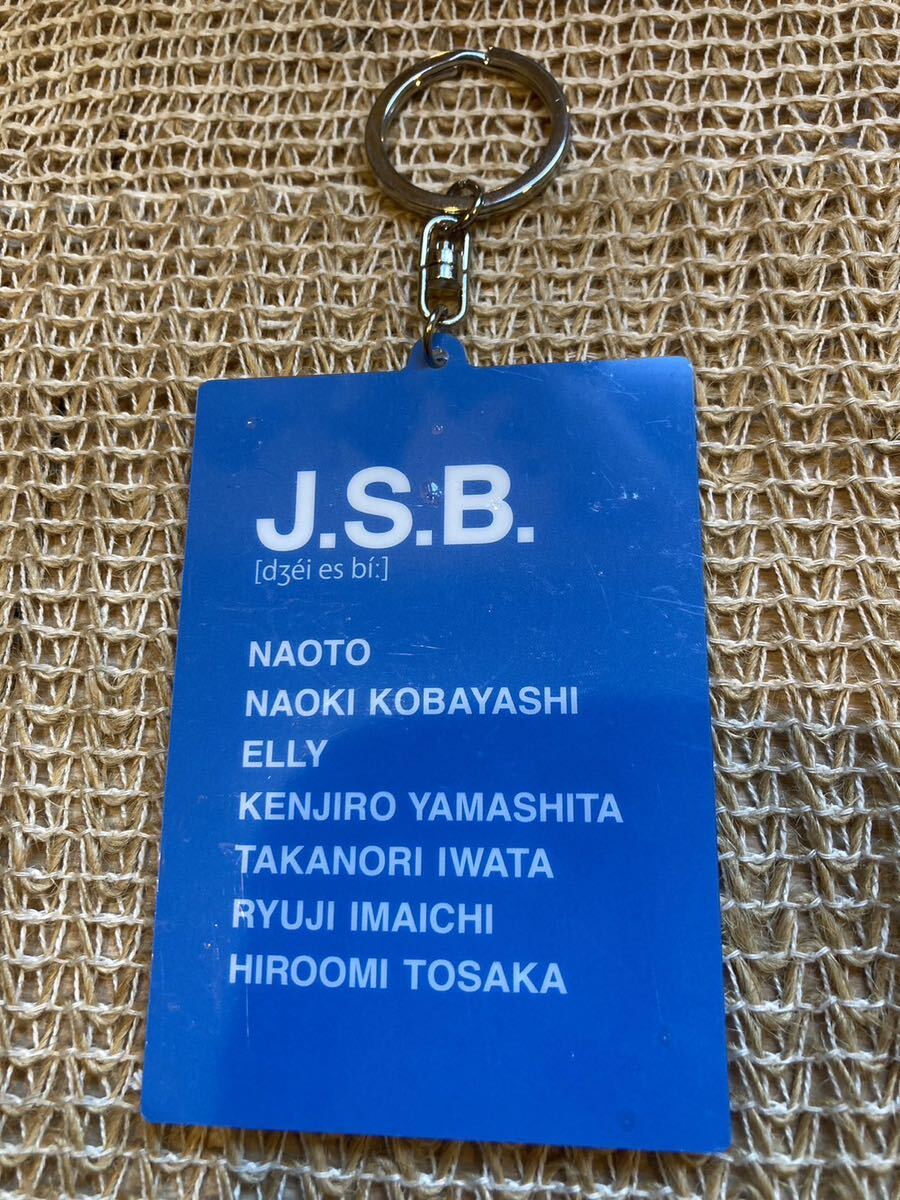 J.S.B.
[dʒéi es bí:]
NAOTO
NAOKI KOBAYASHI
ELLY
KENJIRO YAMASHITA
TAKANORI IWATA
RYUJI IMAICHI
HIROOMI TOSAKA